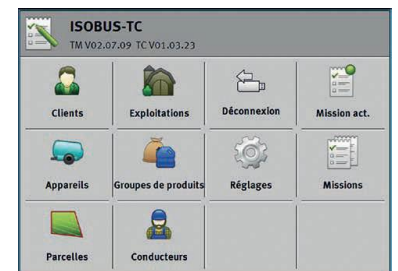 ISOBUS-TC
TM V02.07.09 TC V01.03.23
Clients
Exploitations
Déconnexion
Mission act.
Appareils
Groupes de produits
Réglages
Missions
Parcelles
Conducteurs